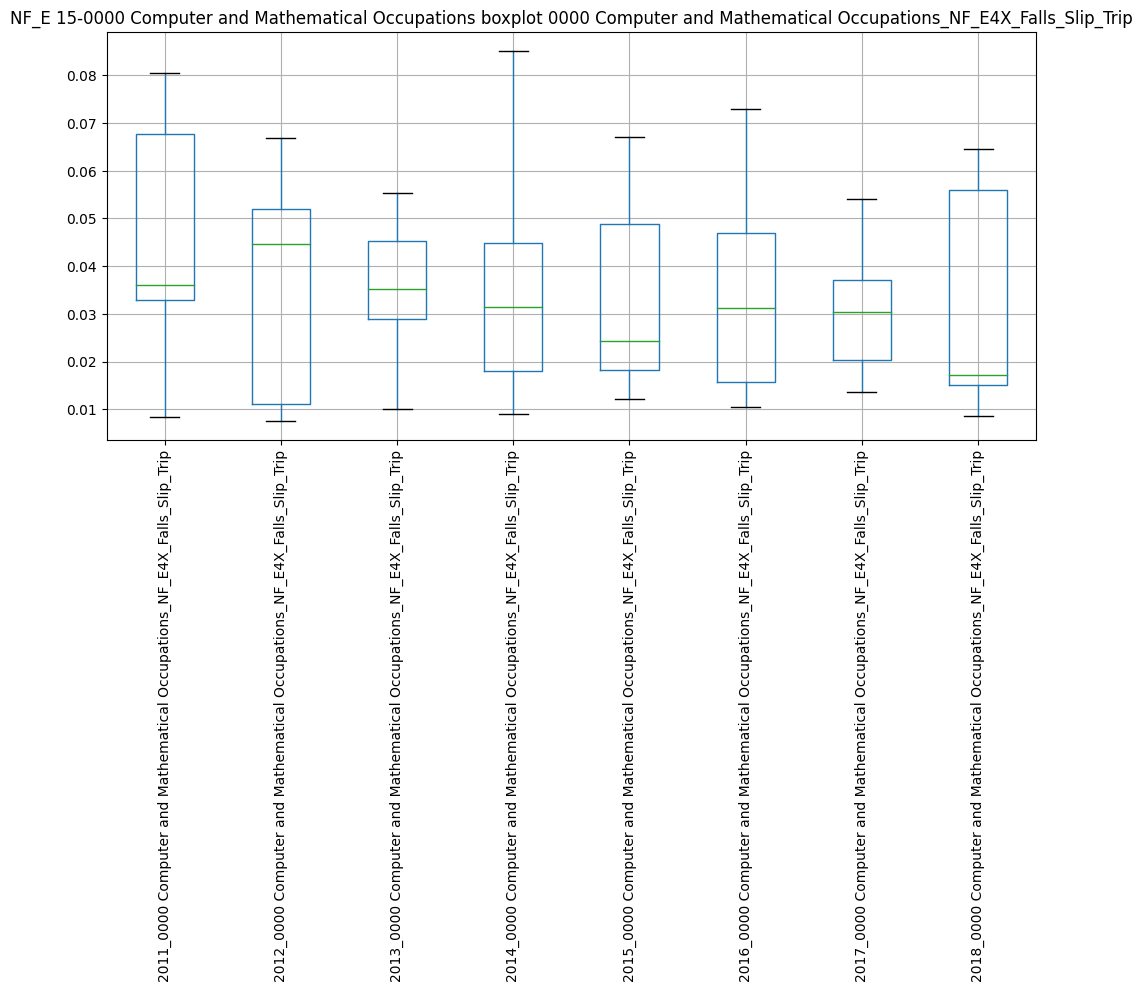 NF_E 15-0000 Computer and Mathematical Occupations boxplot 0000 Computer and Mathematical Occupations_NF_E4X_Falls_Slip_Trip
0.08
0.07
0.06
0.05
0.04
0.03
0.02
0.01
2011_0000 Computer and Mathematical Occupations_NF_E4X_Falls_Slip_Trip
2012_0000 Computer and Mathematical Occupations_NF_E4X_Falls_Slip_Trip
2013_0000 Computer and Mathematical Occupations_NF_E4X_Falls_Slip_Trip
2014_0000 Computer and Mathematical Occupations_NF_E4X_Falls_Slip_Trip
2015_0000 Computer and Mathematical Occupations_NF_E4X_Falls_Slip_Trip
2016_0000 Computer and Mathematical Occupations_NF_E4X_Falls_Slip_Trip
2017_0000 Computer and Mathematical Occupations_NF_E4X_Falls_Slip_Trip
2018_0000 Computer and Mathematical Occupations_NF_E4X_Falls_Slip_Trip